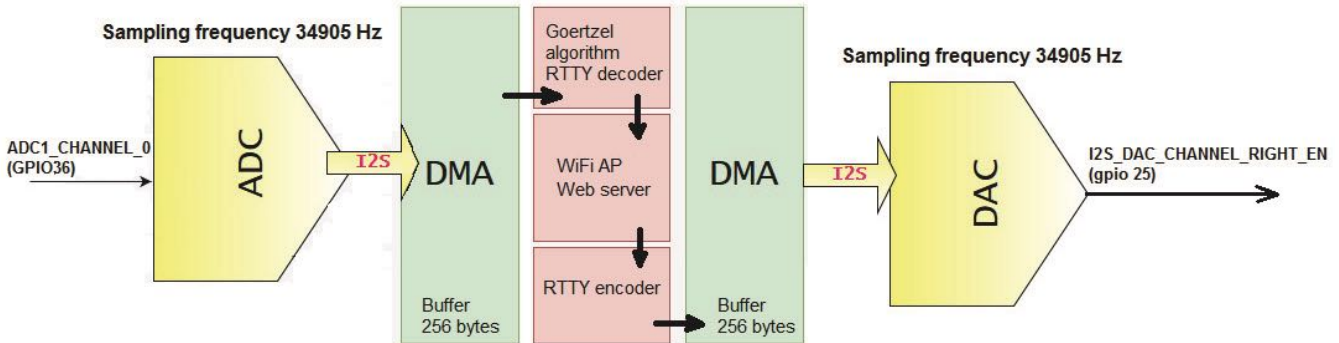 Sampling frequency 34905 Hz
ADC1_CHANNEL_0
(GPIO36)
ADC
I2S
DMA
Buffer
256 bytes
Goertzel
algorithm
RTTY decoder
WiFi AP
Web server
RTTY encoder
DMA
Buffer
256 bytes
I2S
Sampling frequency 34905 Hz
DAC
I2S_DAC_CHANNEL_RIGHT_EN
(gpio 25)